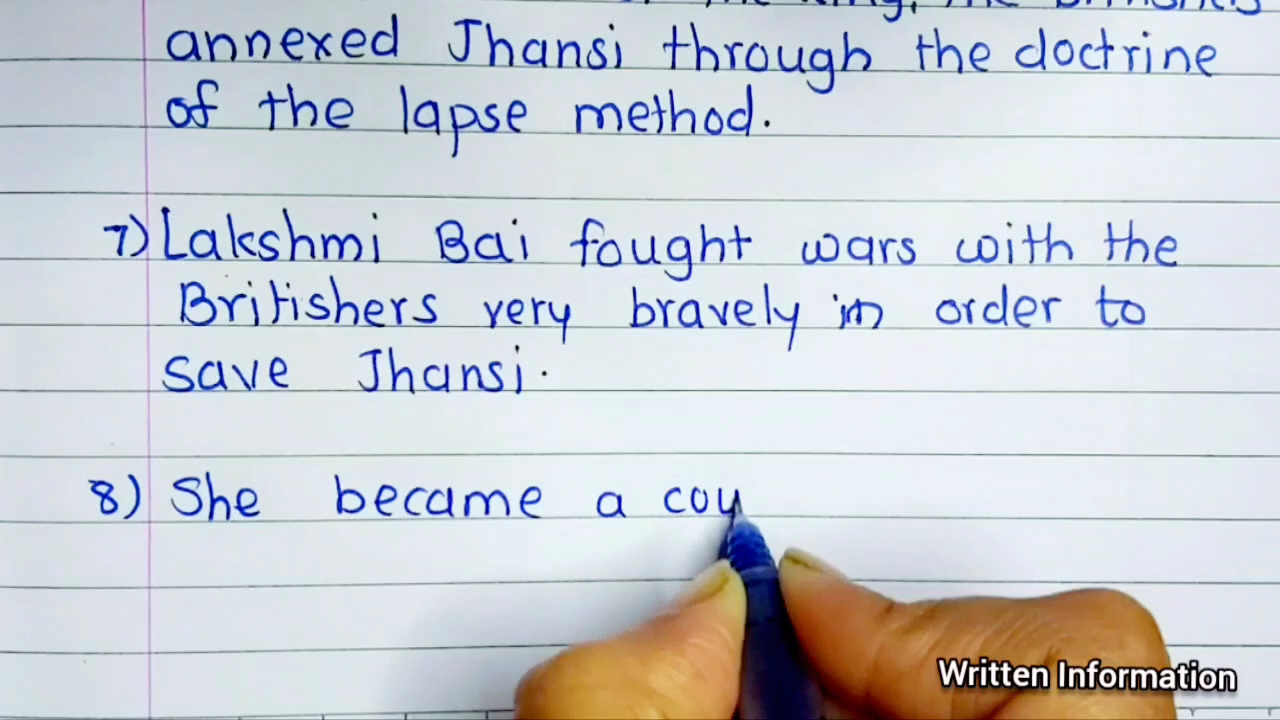 annexed Jhansi through the doctrine
of the lapse method.
7) Lakshmi Bai fought wars with the
Britishers very bravely in order to
save Jhansi.
8) She became a cou
Written Information